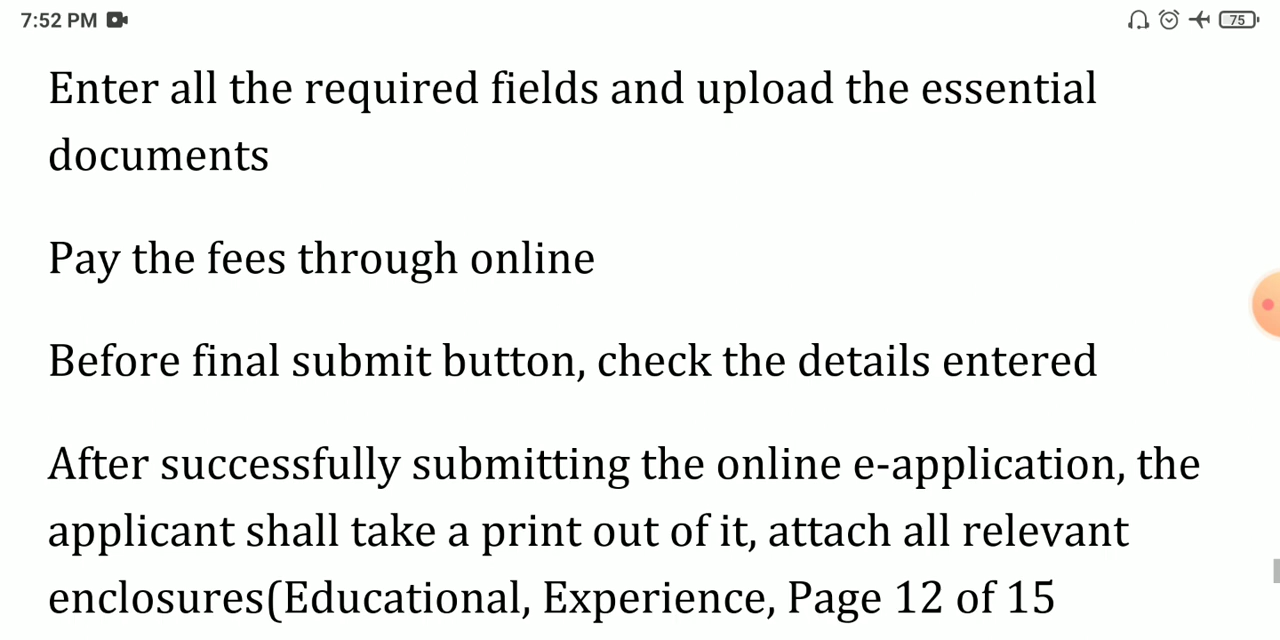 7:52 PM
75
Enter all the required fields and upload the essential
documents
Pay the fees through online
Before final submit button, check the details entered
After successfully submitting the online e-application, the
applicant shall take a print out of it, attach all relevant
enclosures(Educational, Experience, Page 12 of 15